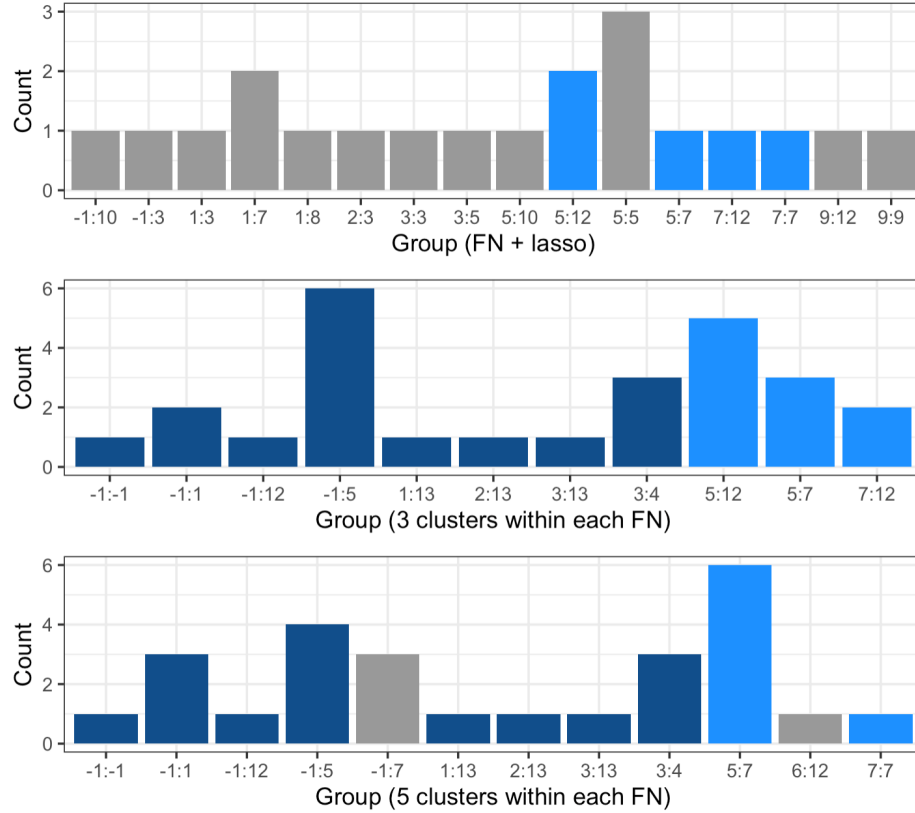 3
2
1
0
Count
-1:10 -1:3 1:3 1:7 1:8 2:3 3:3 3:5 5:10 5:12 5:5 5:7 7:12 7:7 9:12 9:9
Group (FN + lasso)
6
4
2
0
Count
-1:-1 -1:1 -1:12 -1:5 1:13 2:13 3:13 3:4 5:12 5:7 7:12
Group (3 clusters within each FN)
6
4
2
0
Count
-1:-1 -1:1 -1:12 -1:5 -1:7 1:13 2:13 3:13 3:4 5:7 6:12 7:7
Group (5 clusters within each FN)